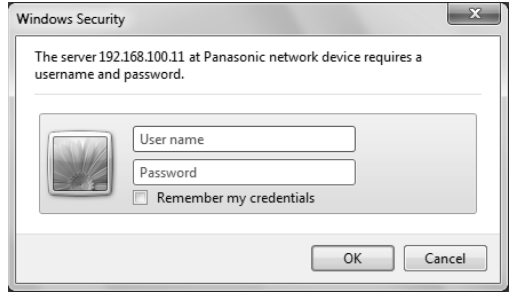 Windows Security
The server 192.168.100.11 at Panasonic network device requires a
username and password.
User name
Password
Remember my credentials
OK
Cancel